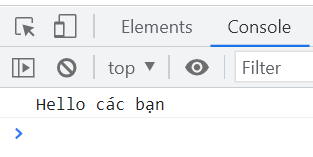 Elements Console
top Filter
Hello các bạn